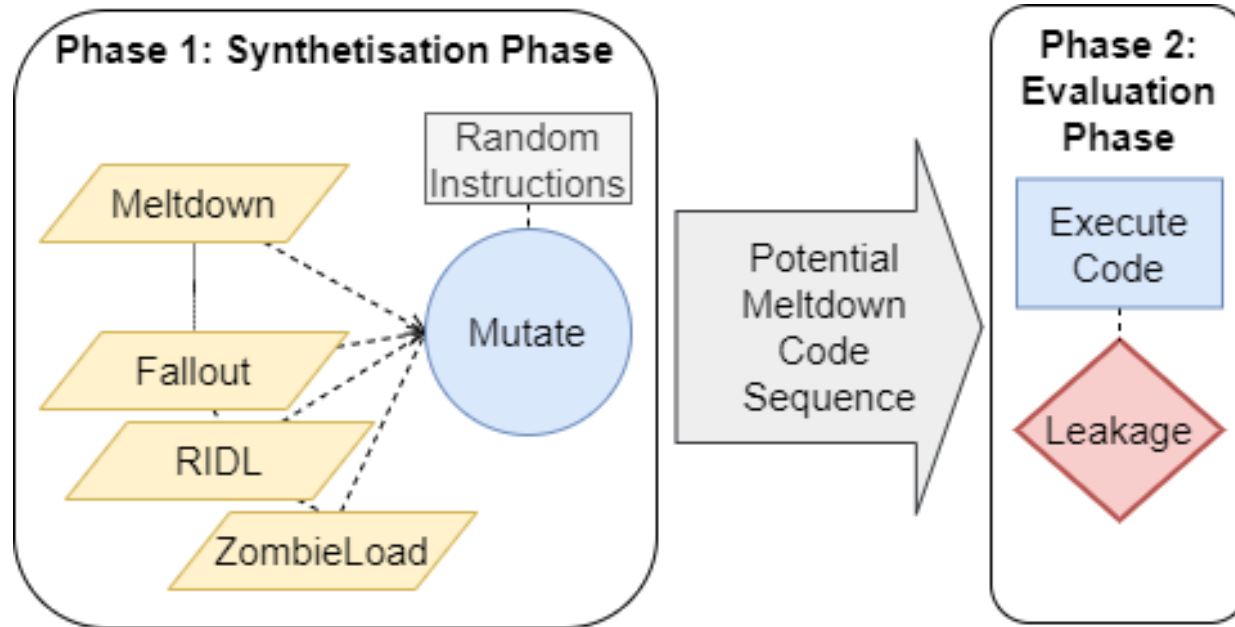 Phase 1: Synthetisation Phase
Random
Instructions
Meltdown
Mutate
Fallout
RIDL
ZombieLoad
Potential
Meltdown
Code
Sequence
Phase 2:
Evaluation
Phase
Execute
Code
Leakage